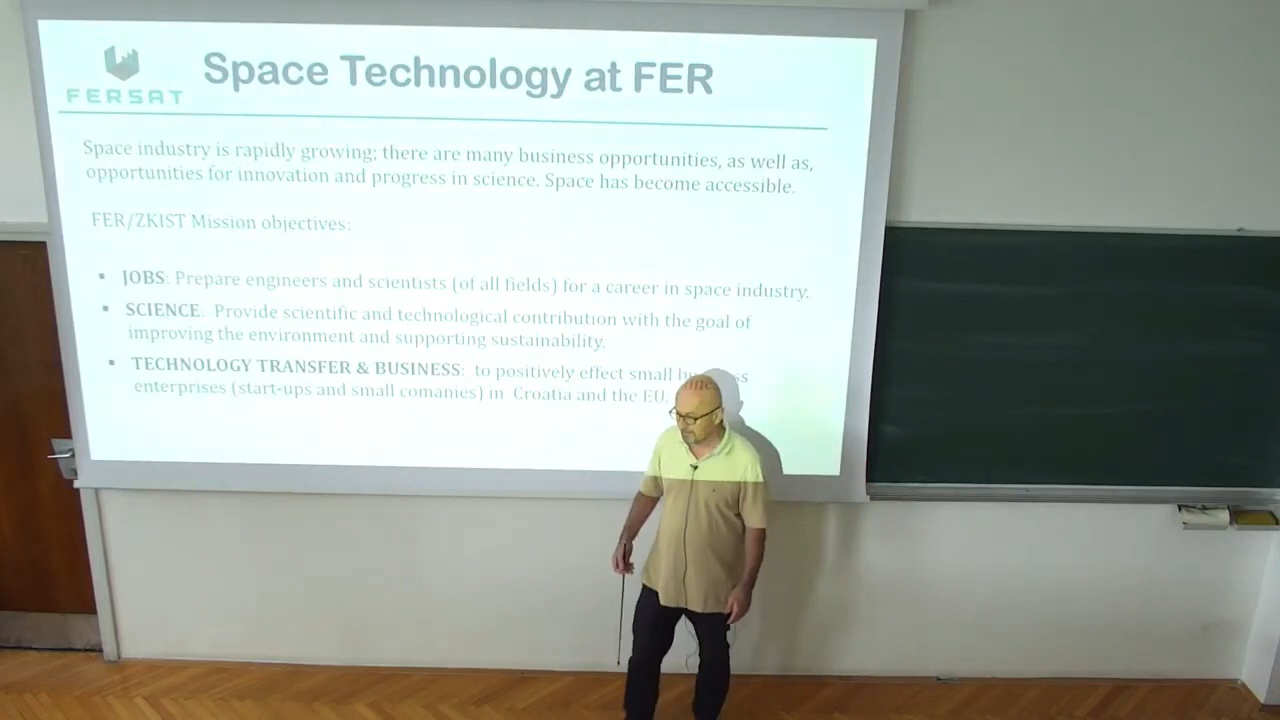 FERSAT
Space Technology at FER
Space industry is rapidly growing; there are many business opportunities, as well as,
opportunities for innovation and progress in science. Space has become accessible.
FER/ZKIST Mission objectives:
▪ JOBS: Prepare engineers and scientists (of all fields) for a career in space industry.
▪ SCIENCE: Provide scientific and technological contribution with the goal of
improving the environment and supporting sustainability.
▪ TECHNOLOGY TRANSFER & BUSINESS: to positively effect small business
enterprises (start-ups and small comanies) in Croatia and the EU.